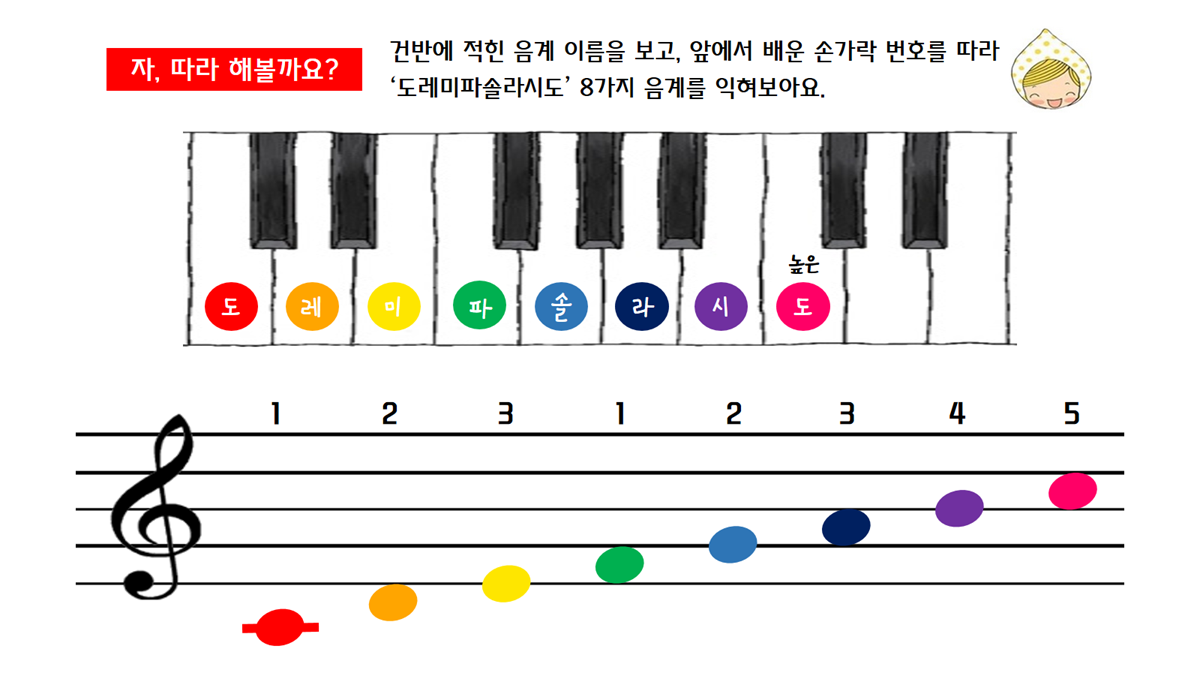 자, 따라 해볼까요?
건반에 적힌 음계 이름을 보고, 앞에서 배운 손가락 번호를 따라
‘도레미파솔라시도’ 8가지 음계를 익혀보아요.
높은
도 레 미 파 솔 라 시 도
1 2 3 1 2 3 4 5